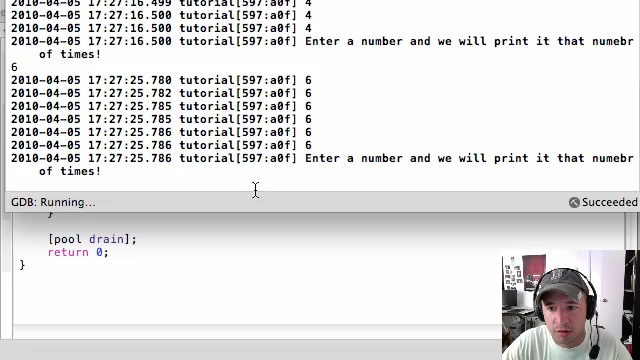 2010-04-05 17:27:16.499 tutorial[597:a0f] 4
2010-04-05 17:27:16.500 tutorial[597:a0f] 4
2010-04-05 17:27:16.500 tutorial[597:a0f] 4
2010-04-05 17:27:16.500 tutorial[597:a0f] Enter a number and we will print it that numebr
of times!
6
2010-04-05 17:27:25.780 tutorial[597:a0f] 6
2010-04-05 17:27:25.782 tutorial[597:a0f] 6
2010-04-05 17:27:25.785 tutorial[597:a0f] 6
2010-04-05 17:27:25.785 tutorial[597:a0f] 6
2010-04-05 17:27:25.786 tutorial[597:a0f] 6
2010-04-05 17:27:25.786 tutorial[597:a0f] 6
2010-04-05 17:27:25.786 tutorial[597:a0f] Enter a number and we will print it that numebr
of times!
GDB: Running...
Succeeded
}
[pool drain];
return 0;
}